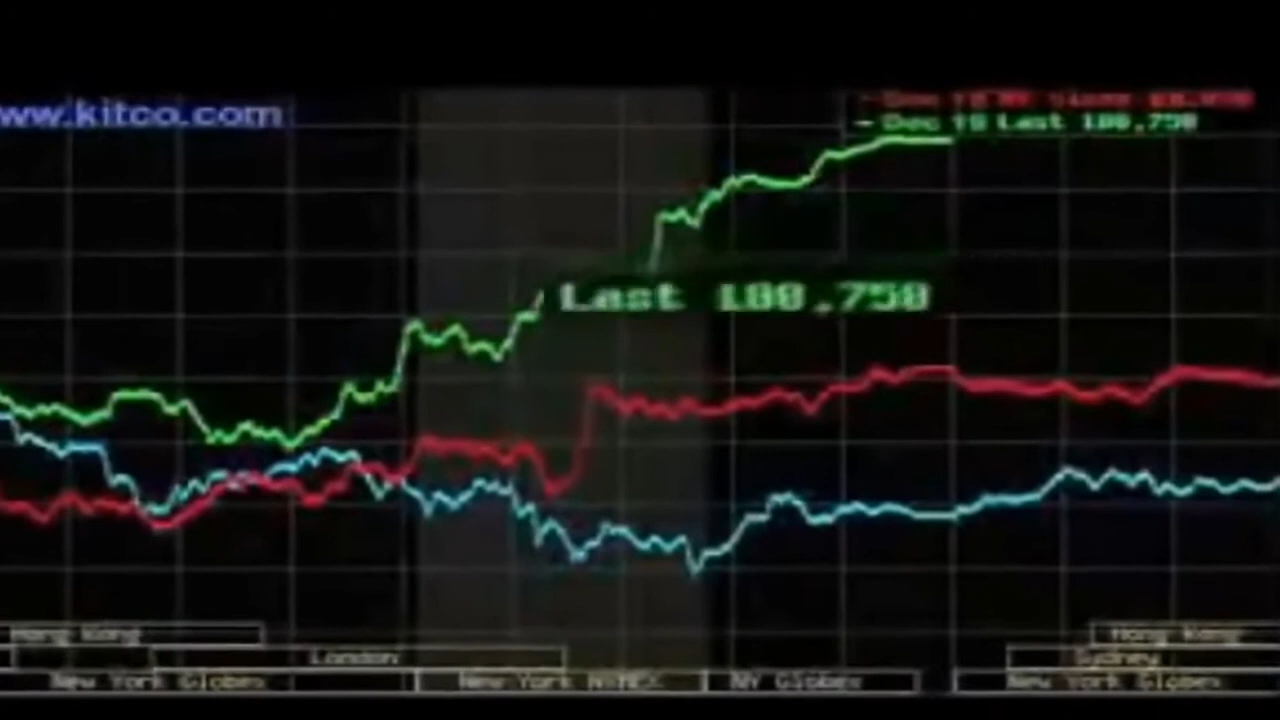 ww.kitco.com
- Dec 19 Last 100,750
Last 100,750
Hong Kong
Hong Kong
London
Sydney
New York Globex
New York NYMEX
NY Globex
New York Globex